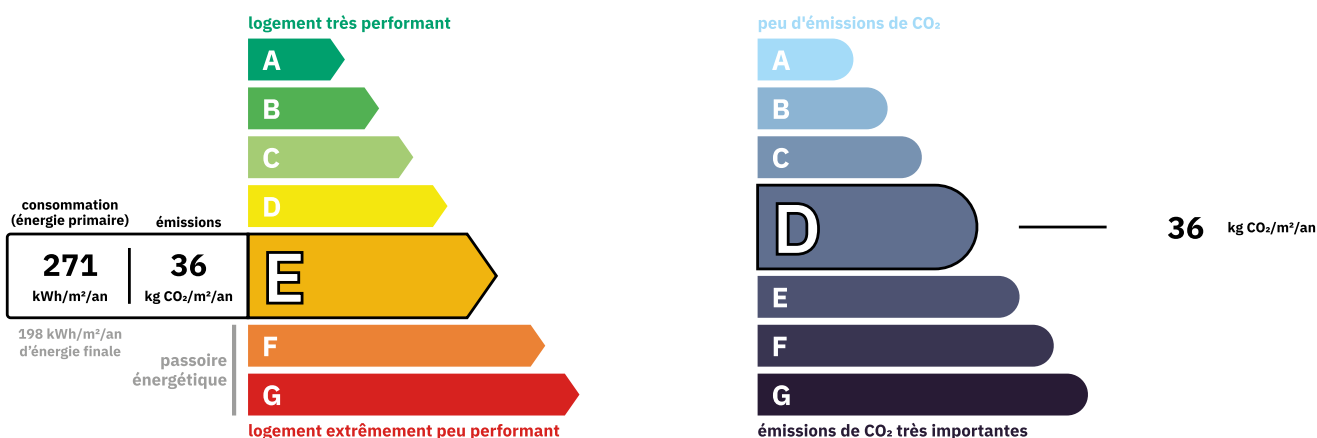 logement très performant
A
B
C
D
consommation
(énergie primaire)
émissions
271
kWh/m²/an
36
kg CO₂/m²/an
E
198 kWh/m²/an
d'énergie finale
passoire
énergétique
F
G
logement extrêmement peu performant
peu d'émissions de CO₂
A
B
C
D
36 kg CO₂/m²/an
E
F
G
émissions de CO₂ très importantes